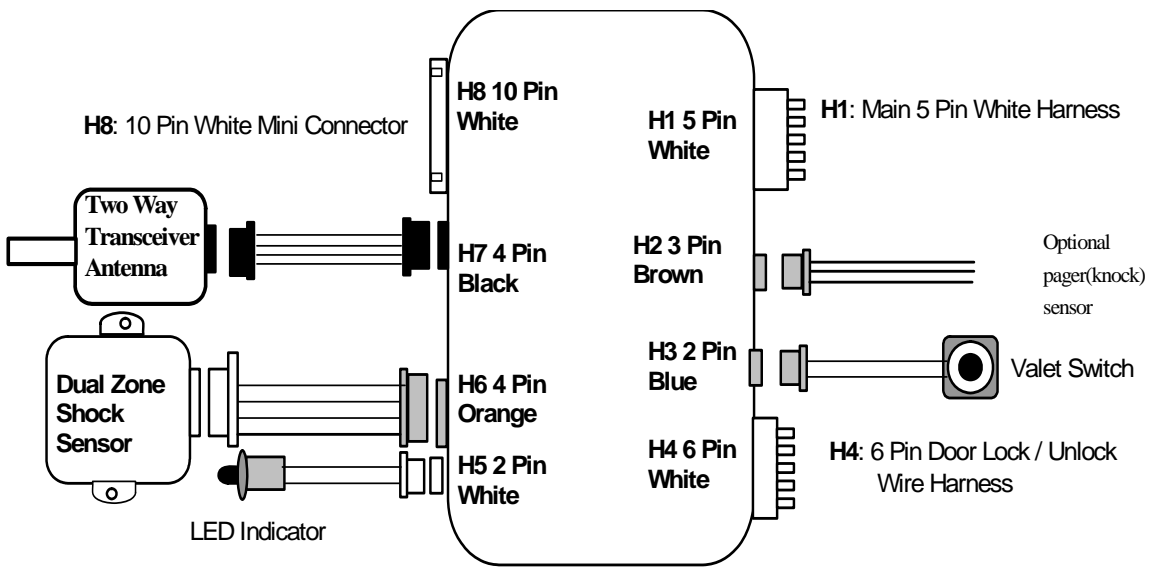 H8: 10 Pin White Mini Connector
Two Way
Transceiver
Antenna
Dual Zone
Shock
Sensor
LED Indicator
H8 10 Pin
White
H7 4 Pin
Black
H6 4 Pin
Orange
H5 2 Pin
White
H1 5 Pin
White
H2 3 Pin
Brown
H3 2 Pin
Blue
H4 6 Pin
White
H1: Main 5 Pin White Harness
Optional
pager(knock)
sensor
Valet Switch
H4: 6 Pin Door Lock / Unlock
Wire Harness